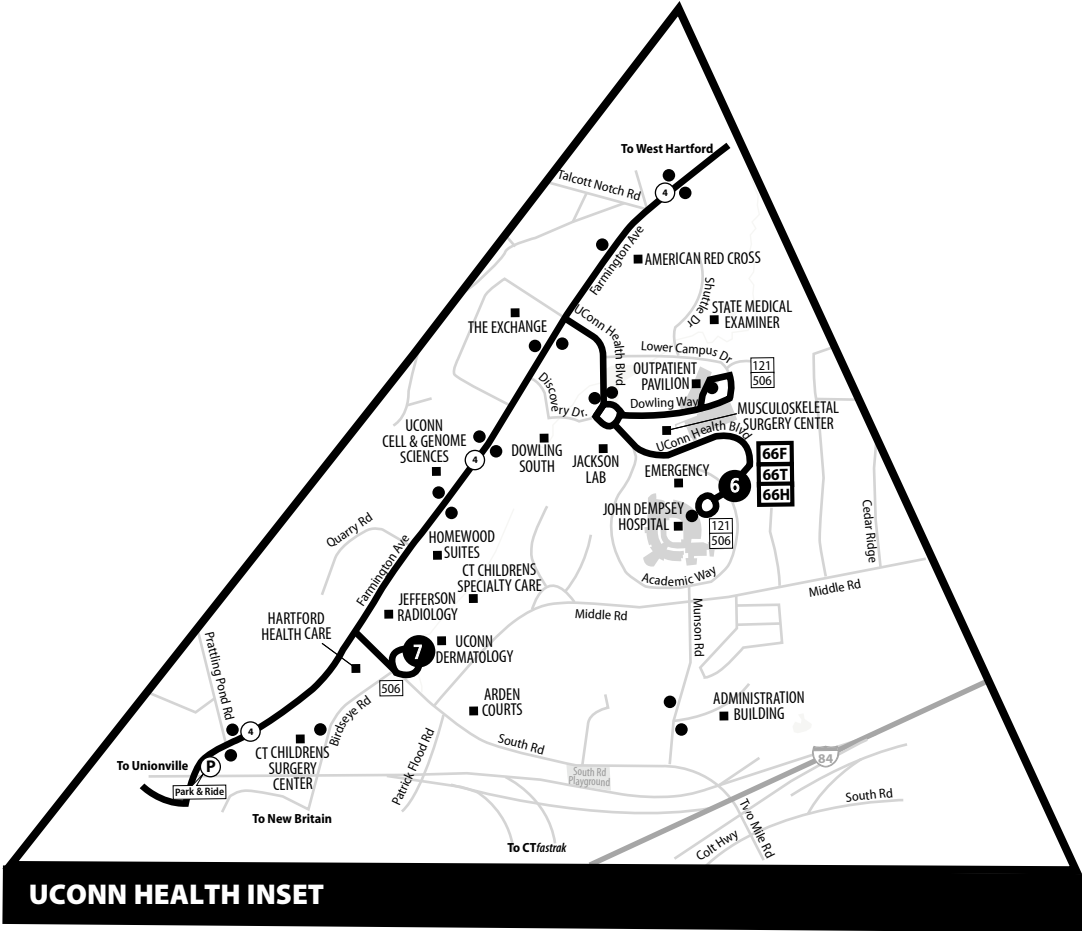 To West Hartford
Talcott Notch Rd
4
Farmington Ave
AMERICAN RED CROSS
Shuttle Dr
STATE MEDICAL
EXAMINER
THE EXCHANGE
UConn Health Blvd
Lower Campus Dr
OUTPATIENT
PAVILION
121
506
Discovery Dr.
Dowling Way
MUSCULOSKELETAL
SURGERY CENTER
UConn Health Blvd
UCONN
CELL & GENOME
SCIENCES
4
DOWLING
SOUTH
JACKSON
LAB
EMERGENCY
66F
66T
66H
6
JOHN DEMPSEY
HOSPITAL
121
506
Cedar Ridge
Quarry Rd
Farmington Ave
HOMEWOOD
SUITES
CT CHILDRENS
SPECIALTY CARE
Academic Way
Middle Rd
Middle Rd
Munson Rd
JEFFERSON
RADIOLOGY
HARTFORD
HEALTH CARE
7
UCONN
DERMATOLOGY
506
Prattling Pond Rd
ARDEN
COURTS
ADMINISTRATION
BUILDING
4
Birdseye Rd
CT CHILDRENS
SURGERY
CENTER
South Rd
Patrick Flood Rd
84
To Unionville
P
Park & Ride
South Rd
Playground
South Rd
Two Mile Rd
Colt Hwy
To New Britain
To CTfastrak
UCONN HEALTH INSET